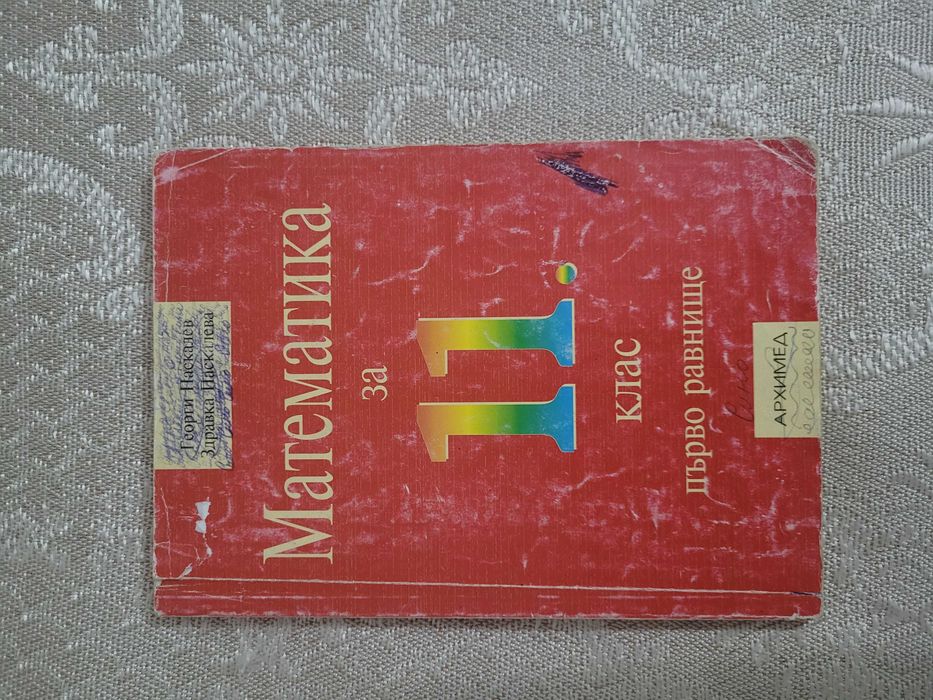 Георги Паскалев
Здравка Паскалева
Математика
за
11.
клас
първо равнище
АРХИМЕД